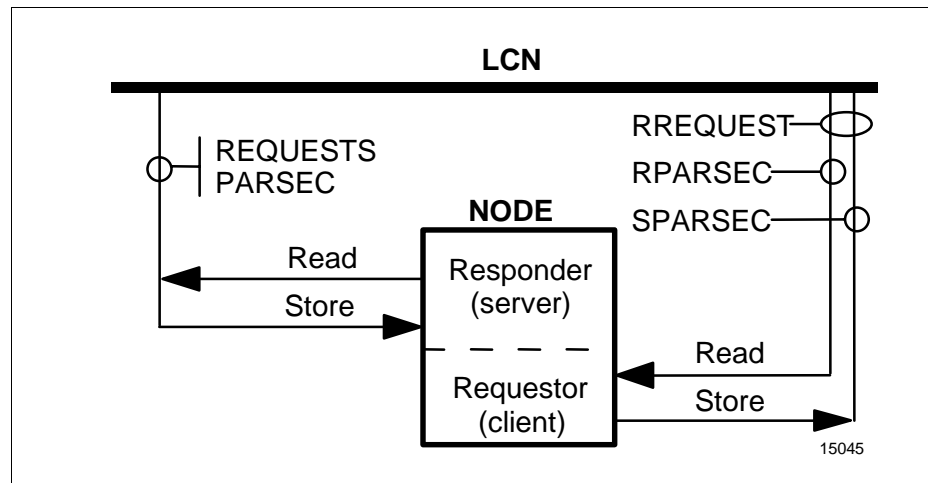 LCN
REQUESTS
PARSEC
RREQUEST
RPARSEC
SPARSEC
NODE
Read
Store
Responder
(server)
Requestor
(client)
Read
Store
15045